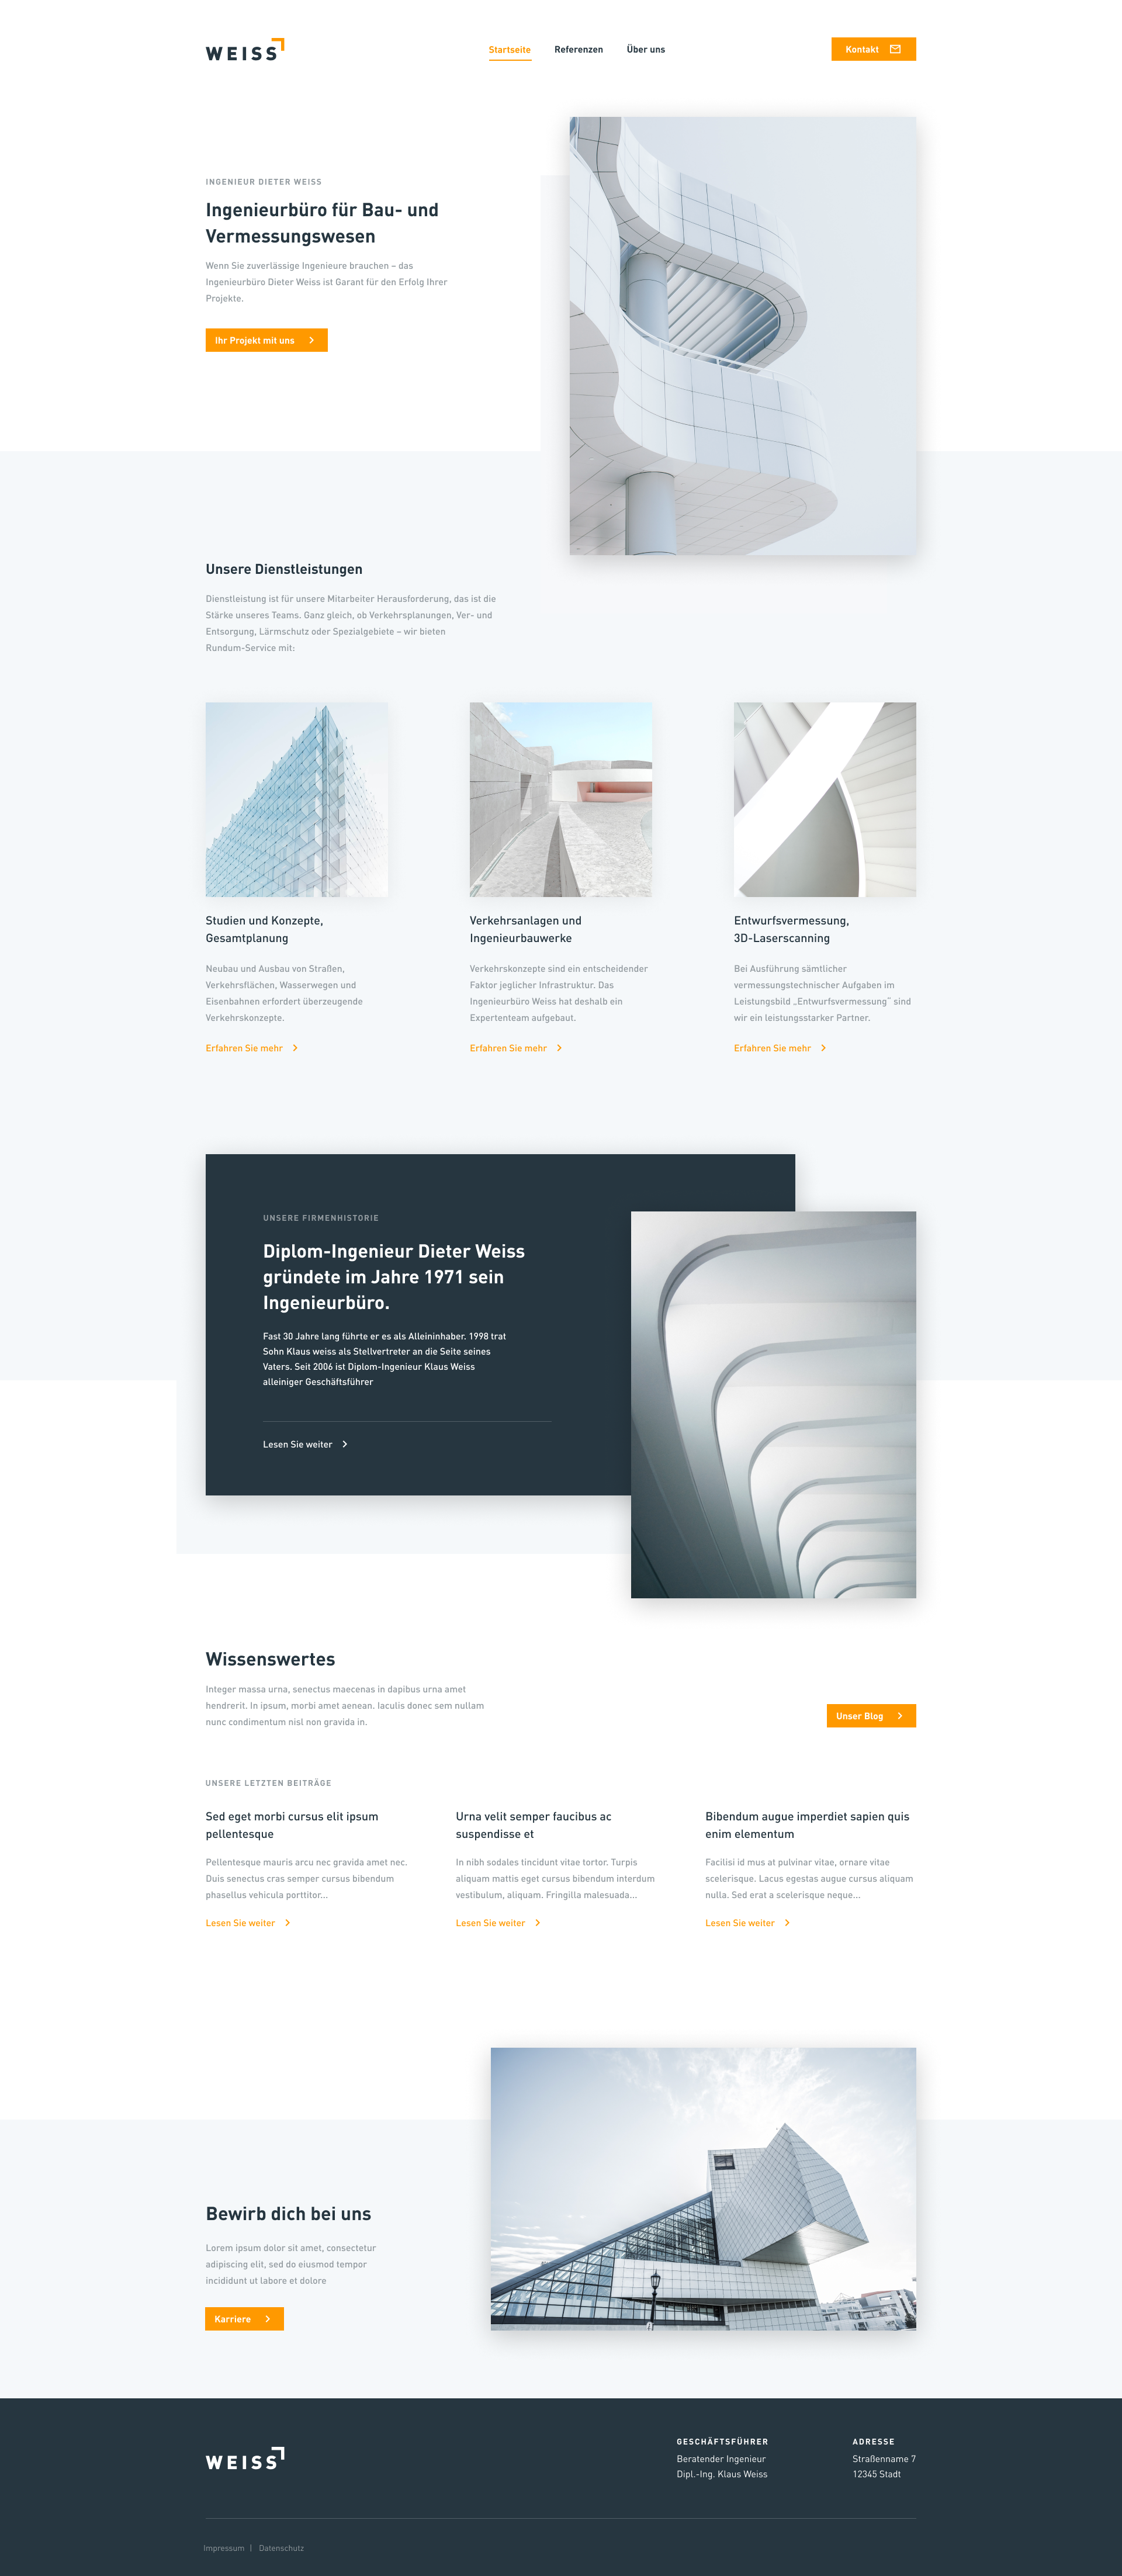 WEISS
Startseite Referenzen Über uns
Kontakt
INGENIEUR DIETER WEISS
Ingenieurbüro für Bau- und
Vermessungswesen
Wenn Sie zuverlässige Ingenieure brauchen – das
Ingenieurbüro Dieter Weiss ist Garant für den Erfolg Ihrer
Projekte.
Ihr Projekt mit uns
Unsere Dienstleistungen
Dienstleistung ist für unsere Mitarbeiter Herausforderung, das ist die
Stärke unseres Teams. Ganz gleich, ob Verkehrsplanungen, Ver- und
Entsorgung, Lärmschutz oder Spezialgebiete – wir bieten
Rundum-Service mit:
Studien und Konzepte,
Gesamtplanung
Neubau und Ausbau von Straßen,
Verkehrsflächen, Wasserwegen und
Eisenbahnen erfordert überzeugende
Verkehrskonzepte.
Erfahren Sie mehr
Verkehrsanlagen und
Ingenieurbauwerke
Verkehrskonzepte sind ein entscheidender
Faktor jeglicher Infrastruktur. Das
Ingenieurbüro Weiss hat deshalb ein
Expertenteam aufgebaut.
Erfahren Sie mehr
Entwurfsvermessung,
3D-Laserscanning
Bei Ausführung sämtlicher
vermessungstechnischer Aufgaben im
Leistungsbild „Entwurfsvermessung“ sind
wir ein leistungsstarker Partner.
Erfahren Sie mehr
UNSERE FIRMENHISTORIE
Diplom-Ingenieur Dieter Weiss
gründete im Jahre 1971 sein
Ingenieurbüro.
Fast 30 Jahre lang führte er es als Alleininhaber. 1998 trat
Sohn Klaus weiss als Stellvertreter an die Seite seines
Vaters. Seit 2006 ist Diplom-Ingenieur Klaus Weiss
alleiniger Geschäftsführer
Lesen Sie weiter
Wissenswertes
Integer massa urna, senectus maecenas in dapibus urna amet
hendrerit. In ipsum, morbi amet aenean. Iaculis donec sem nullam
nunc condimentum nisl non gravida in.
Unser Blog
UNSERE LETZTEN BEITRÄGE
Sed eget morbi cursus elit ipsum
pellentesque
Pellentesque mauris arcu nec gravida amet nec.
Duis senectus cras semper cursus bibendum
phasellus vehicula porttitor...
Lesen Sie weiter
Urna velit semper faucibus ac
suspendisse et
In nibh sodales tincidunt vitae tortor. Turpis
aliquam mattis eget cursus bibendum interdum
vestibulum, aliquam. Fringilla malesuada...
Lesen Sie weiter
Bibendum augue imperdiet sapien quis
enim elementum
Facilisi id mus at pulvinar vitae, ornare vitae
scelerisque. Lacus egestas augue cursus aliquam
nulla. Sed erat a scelerisque neque...
Lesen Sie weiter
Bewirb dich bei uns
Lorem ipsum dolor sit amet, consectetur
adipiscing elit, sed do eiusmod tempor
incididunt ut labore et dolore
Karriere
WEISS
GESCHÄFTSFÜHRER
Beratender Ingenieur
Dipl.-Ing. Klaus Weiss
ADRESSE
Straßenname 7
12345 Stadt
Impressum | Datenschutz